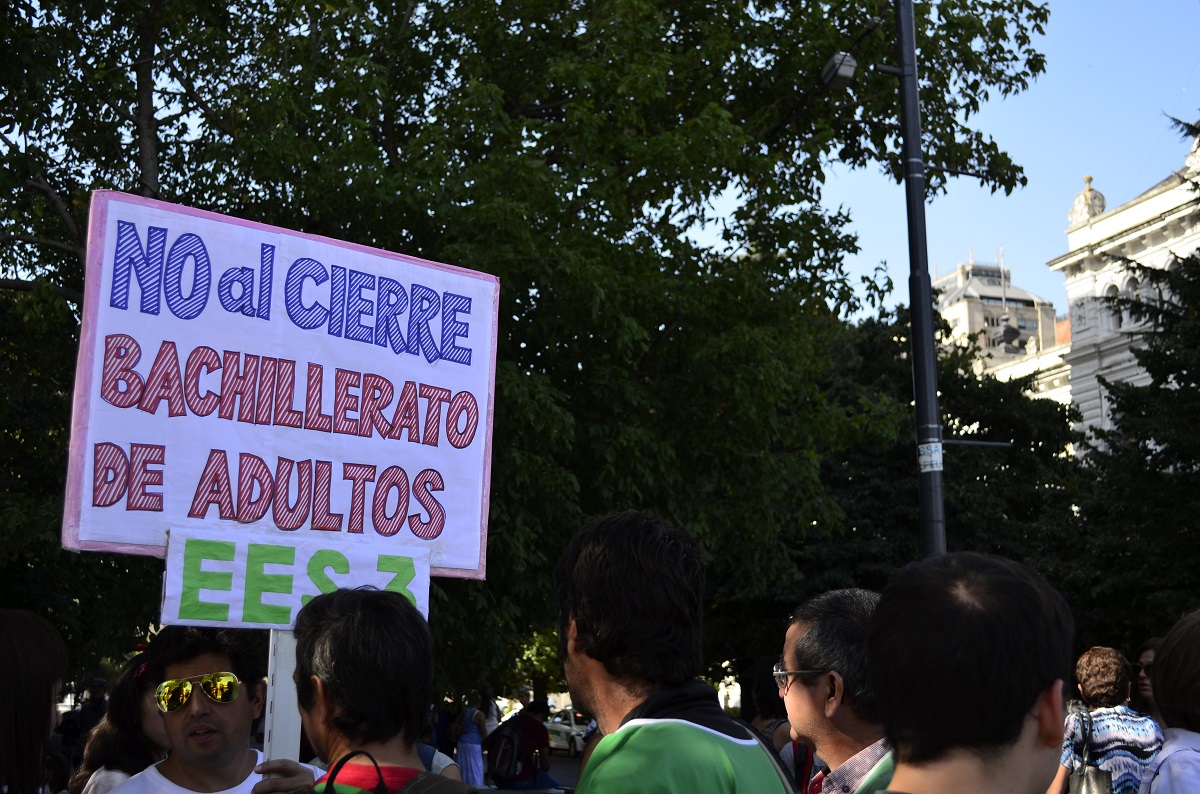 NO al CIERRE
BACHILLERATO
DE ADULTOS
EES 3